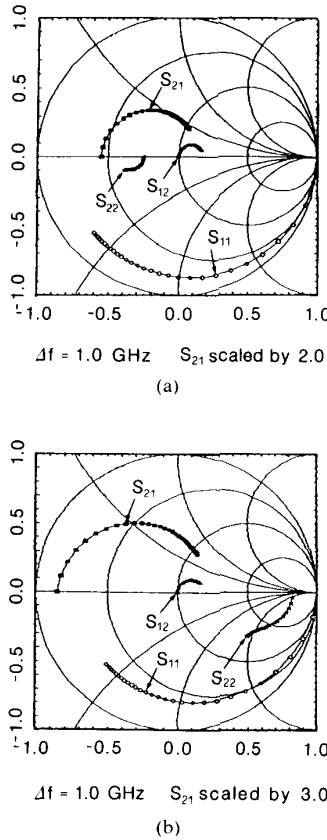 1.0
0.5
0.0
-0.5
-1.0
S21
S22
S12
S11
-1.0 -0.5 0.0 0.5 1.0
Δf = 1.0 GHz S21 scaled by 2.0
(a)
1.0
0.5
0.0
-0.5
-1.0
S21
S12
S11
S22
-1.0 -0.5 0.0 0.5 1.0
Δf = 1.0 GHz S21 scaled by 3.0
(b)